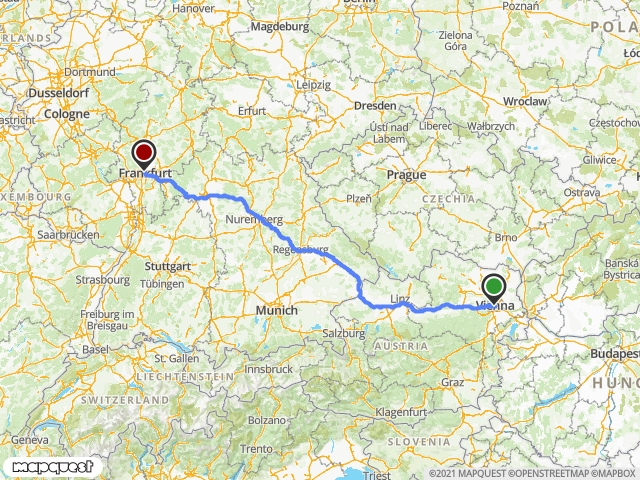 ERLANDS
Hanover
Berlin
Poznań
Magdeburg
POLA
Zielona
Góra
Łód
Dortmund
Dusseldorf
Leipzig
Cologne
Erfurt
Dresden
Wroclaw
astricht
Ústí nad
Labem
Liberec
Wałbrzych
Częstochowa
Frankfurt
Gliwice
Prague
Plzeň
Ostrava
UXEMBOURG
CZECHIA
Nuremberg
Saarbrücken
Regensburg
Brno
Banská
Bystrica
Strasbourg
Stuttgart
Tübingen
Linz
Vienna
Freiburg im
Breisgau
Munich
Salzburg
Basel
St. Gallen
AUSTRIA
Budapest
LIECHTENSTEIN
Innsbruck
Graz
HUNG
SWITZERLAND
Klagenfurt
Bolzano
Geneva
Trento
SLOVENIA
Triest
mapquest
©2021 MAPQUEST ©OPENSTREETMAP ©MAPBOX